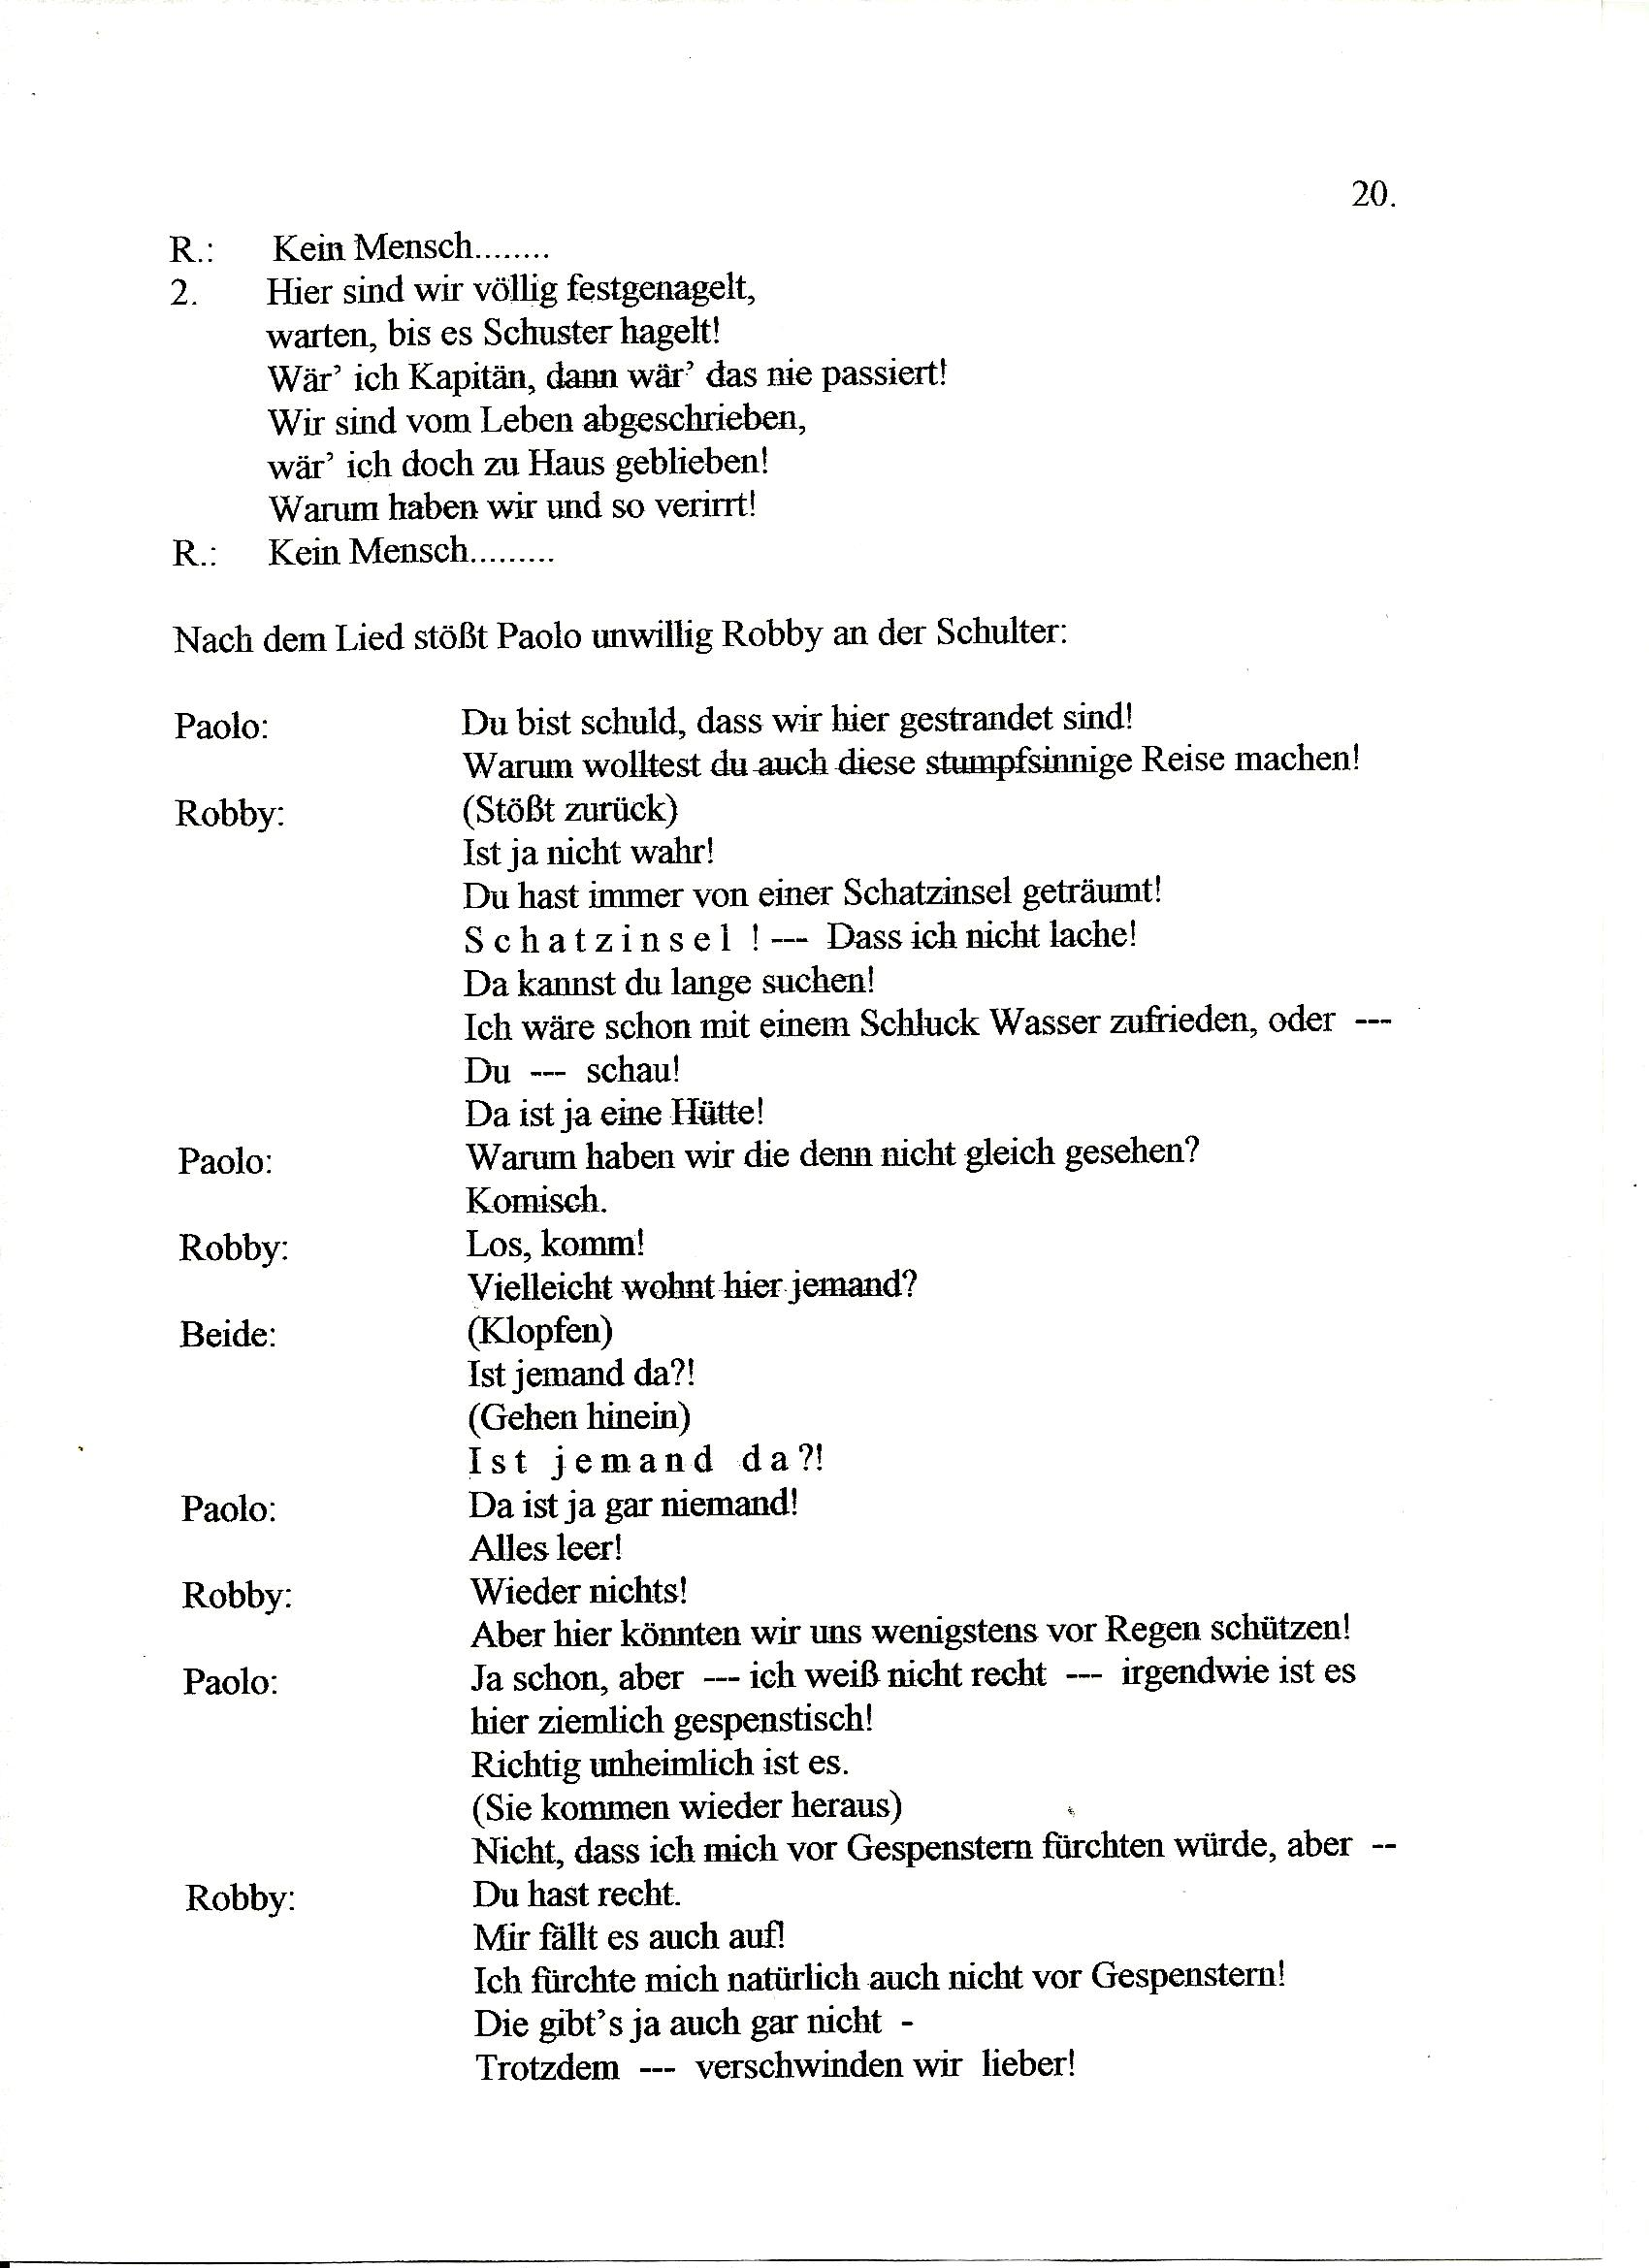 20.
R.: Kein Mensch........
2. Hier sind wir völlig festgenagelt,
warten, bis es Schuster hagelt!
Wär’ ich Kapitän, dann wär’ das nie passiert!
Wir sind vom Leben abgeschrieben,
wär’ ich doch zu Haus geblieben!
Warum haben wir und so verirrt!
R.: Kein Mensch.........
Nach dem Lied stößt Paolo unwillig Robby an der Schulter:
Paolo: Du bist schuld, dass wir hier gestrandet sind!
Warum wolltest du auch diese stumpfsinnige Reise machen!
Robby: (Stößt zurück)
Ist ja nicht wahr!
Du hast immer von einer Schatzinsel geträumt!
S c h a t z i n s e l ! --- Dass ich nicht lache!
Da kannst du lange suchen!
Ich wäre schon mit einem Schluck Wasser zufrieden, oder ---
Du --- schau!
Da ist ja eine Hütte!
Paolo: Warum haben wir die denn nicht gleich gesehen?
Komisch.
Robby: Los, komm!
Vielleicht wohnt hier jemand?
Beide: (Klopfen)
Ist jemand da?!
(Gehen hinein)
I s t j e m a n d d a ?!
Paolo: Da ist ja gar niemand!
Alles leer!
Robby: Wieder nichts!
Aber hier könnten wir uns wenigstens vor Regen schützen!
Paolo: Ja schon, aber --- ich weiß nicht recht --- irgendwie ist es
hier ziemlich gespenstisch!
Richtig unheimlich ist es.
(Sie kommen wieder heraus)
Nicht, dass ich mich vor Gespenstern fürchten würde, aber --
Robby: Du hast recht.
Mir fällt es auch auf!
Ich fürchte mich natürlich auch nicht vor Gespenstern!
Die gibt’s ja auch gar nicht -
Trotzdem --- verschwinden wir lieber!